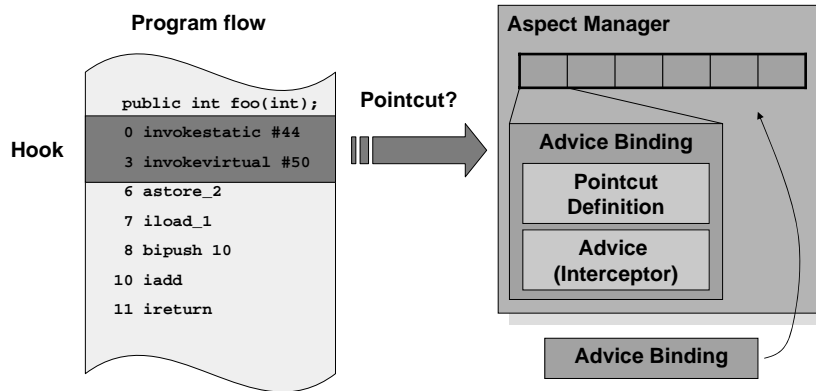 Program flow
public int foo(int);
Hook
0 invokestatic #44
3 invokevirtual #50
6 astore_2
7 iload_1
8 bipush 10
10 iadd
11 ireturn
Pointcut?
Aspect Manager
Advice Binding
Pointcut
Definition
Advice
(Interceptor)
Advice Binding